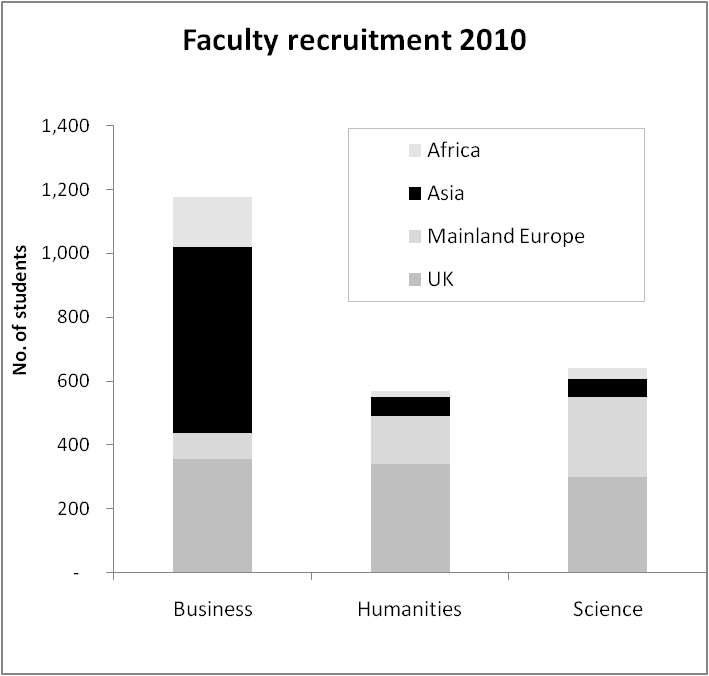 Faculty recruitment 2010
No. of students
1,400
1,200
1,000
800
600
400
200
-
Africa
Asia
Mainland Europe
UK
Business
Humanities
Science